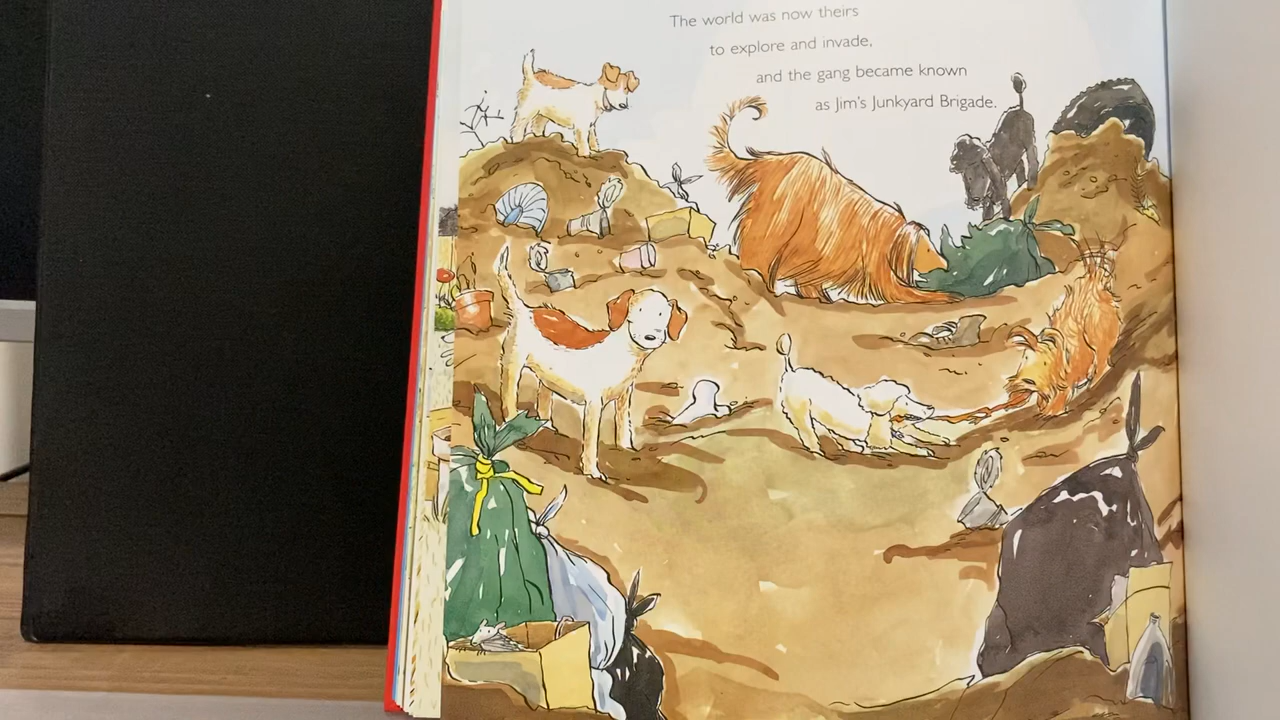 The world was now theirs
to explore and invade,
and the gang became known
as Jim's Junkyard Brigade.